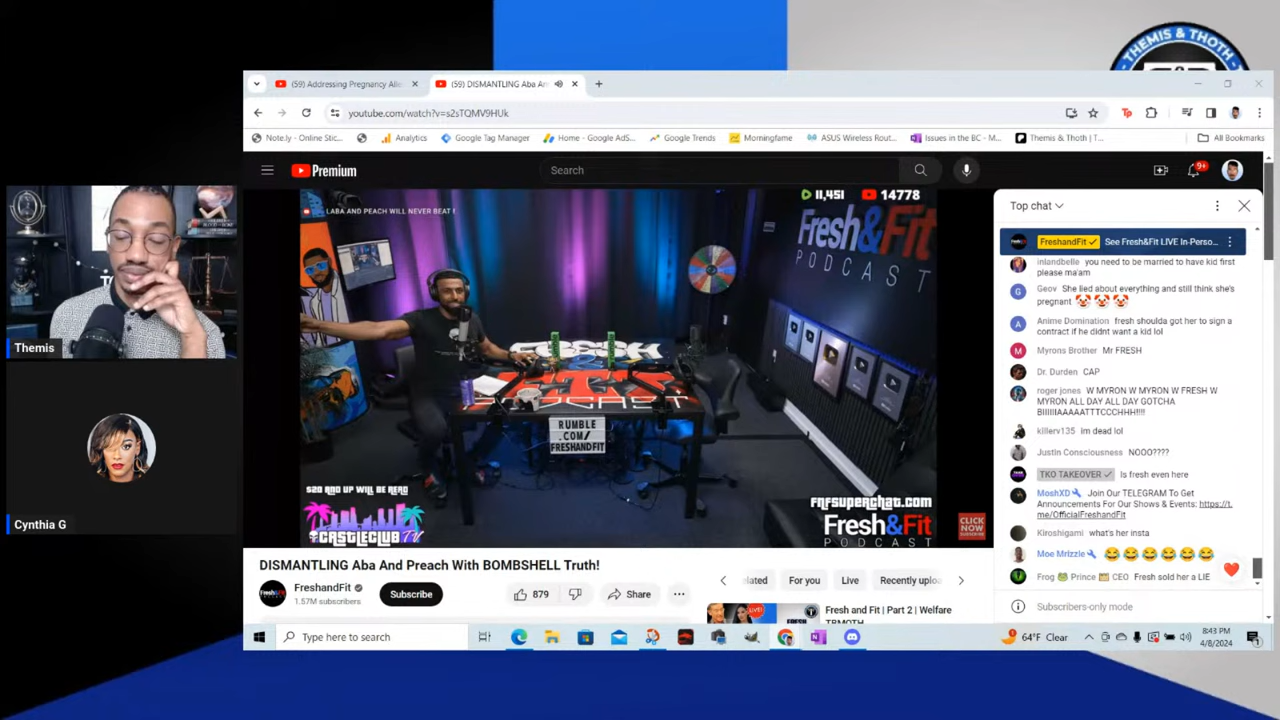 THEMIS & THOTH
(59) Addressing Pregnancy Alle
(59) DISMANTLING Aba An
youtube.com/watch?v=s2sTQMV9HUk
Note.ly - Online Stic...
Analytics
Google Tag Manager
Home - Google AdS...
Google Trends
Morningfame
ASUS Wireless Rout...
Issues in the BC - M...
Themis & Thoth | T...
All Bookmarks
Premium
Search
9+
LABA AND PEACH WILL NEVER BEAT !
11,451
14778
Fresh&Fit
PODCAST
RUMBLE
.COM/
FRESHANDFIT
$20 AND UP WILL BE READ
CASTLECLUB
FNFSUPERCHAT.COM
Fresh&Fit
PODCAST
CLICK
NOW
Themis
Cynthia G
Top chat
FreshandFit See Fresh&Fit LIVE In-Perso...
inlandbelle you need to be married to have kid first
please ma'am
Geov She lied about everything and still think she's
pregnant 🤡 🤡 🤡
Anime Domination fresh shoulda got her to sign a
contract if he didnt want a kid lol
Myrons Brother Mr FRESH
Dr. Durden CAP
roger jones W MYRON W MYRON W FRESH W
MYRON ALL DAY ALL DAY GOTCHA
BIIIIIIAAAATTTCCCHHH!!!!
killerv135 im dead lol
Justin Consciousness NOOO????
TKO TAKEOVER Is fresh even here
MoshXD Join Our TELEGRAM To Get
Announcements For Our Shows & Events: https://t.
me/OfficialFreshandFit
Kiroshigami what's her insta
Moe Mrizzle 😂 😂 😂 😂 😂 😂
Frog 🐸 Prince CEO Fresh sold her a LIE
Subscribers-only mode
DISMANTLING Aba And Preach With BOMBSHELL Truth!
FreshandFit
1.57M subscribers
Subscribe
879
Share
elated
For you
Live
Recently uploa
Fresh and Fit | Part 2 | Welfare
Type here to search
64°F Clear
8:43 PM
4/8/2024